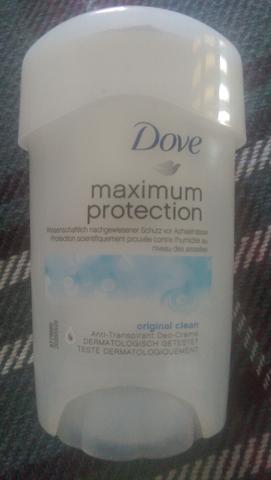 Dove
maximum
protection
Wissenschaftlich nachgewiesener Schutz vor Achselnässe
Protection scientifiquement prouvée contre l'humidité au
niveau des aisselles
original clean
Anti-Transpirant Deo-Creme
DERMATOLOGISCH GETESTET
TESTÉ DERMATOLOGIQUEMENT